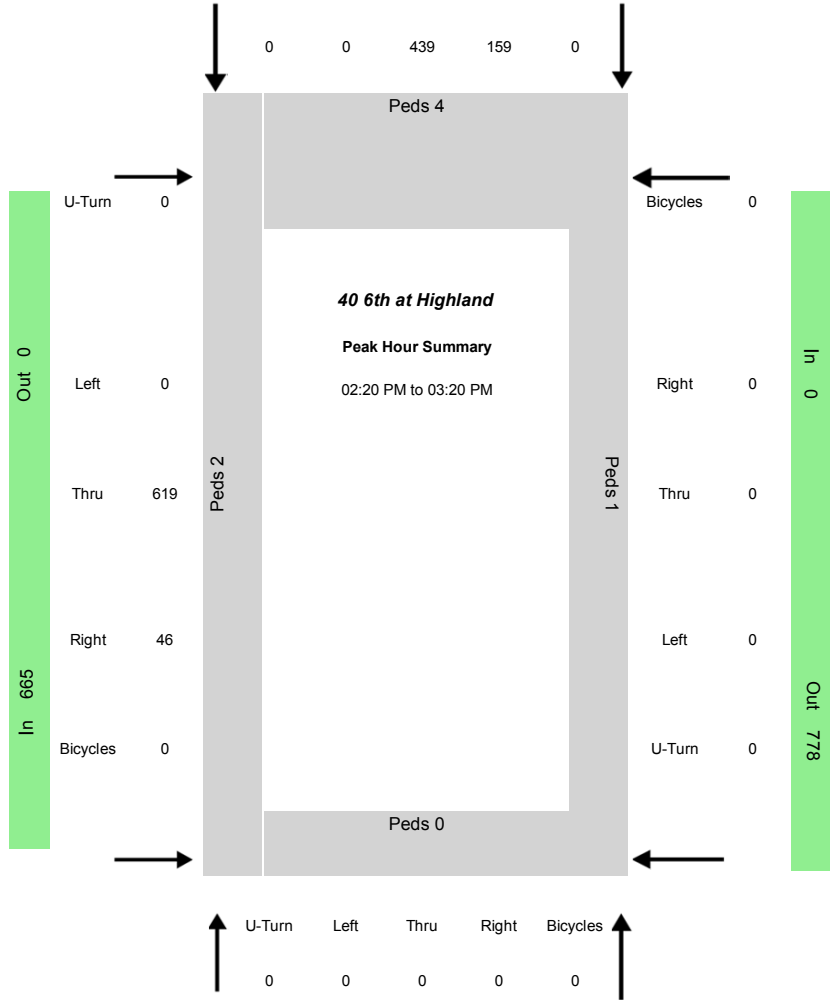 0 0 439 159 0
Peds 4
U-Turn 0
Bicycles 0
40 6th at Highland
Peak Hour Summary
02:20 PM to 03:20 PM
Out 0
In 0
Left 0
Right 0
Thru 619
Peds 2
Peds 1
Thru 0
Right 46
Left 0
In 665
Out 778
Bicycles 0
U-Turn 0
Peds 0
U-Turn Left Thru Right Bicycles
0 0 0 0 0